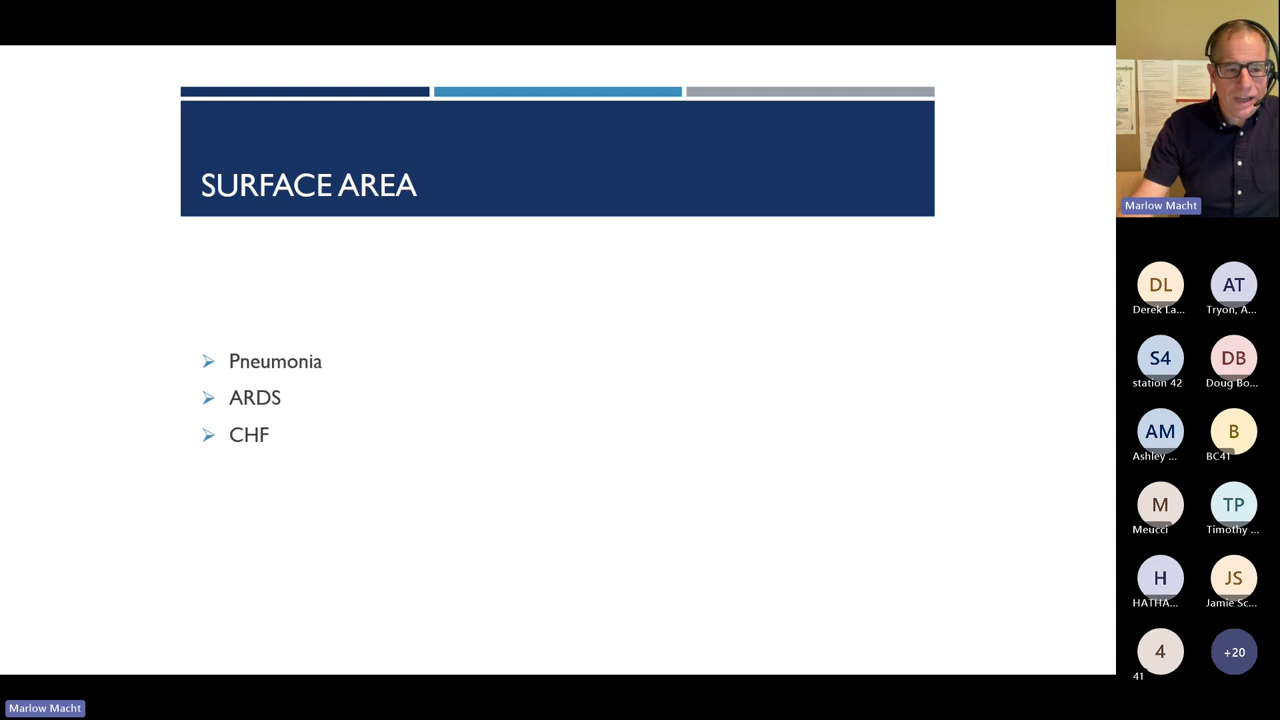 SURFACE AREA
Pneumonia
ARDS
CHF
Marlow Macht
DL
AT
Derek La...
Tryon, A...
S4
DB
station 42
Doug Bo...
AM
B
Ashley ...
BC41
M
TP
Meucci
Timothy ...
H
JS
HATHA...
Jamie Sc...
4
+20
41
Marlow Macht